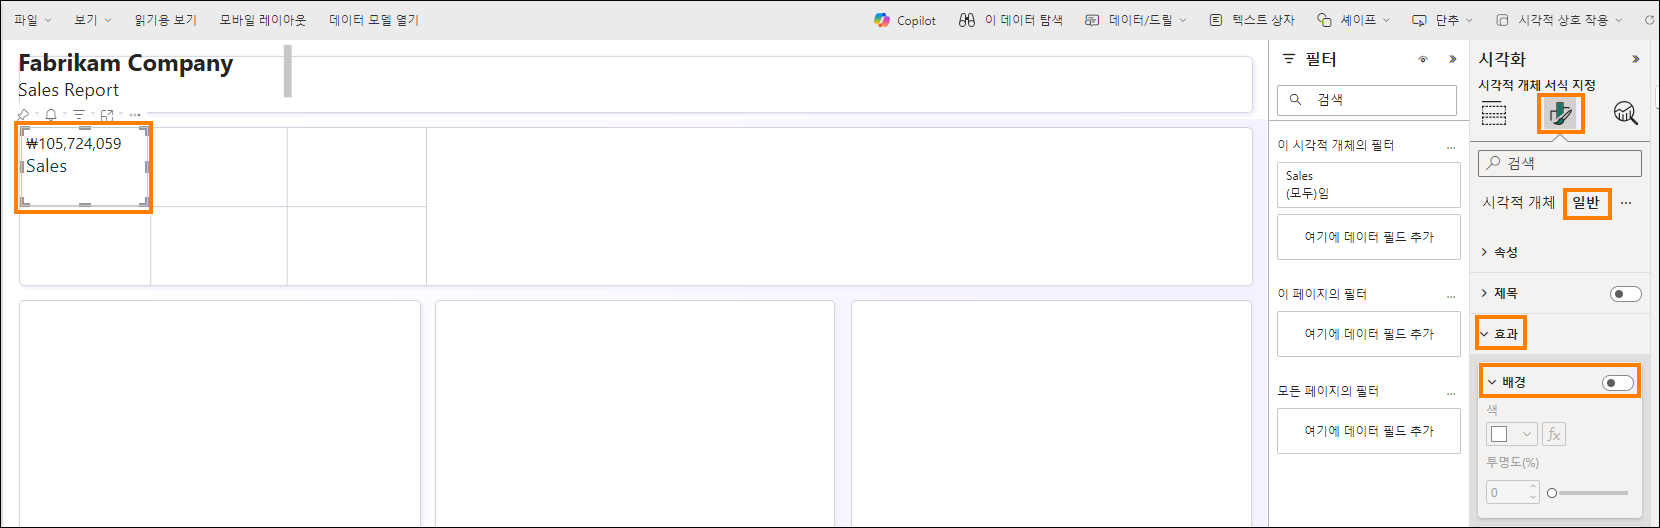 파일 보기 읽기용 보기 모바일 레이아웃 데이터 모델 열기 Copilot 이 데이터 탐색 데이터/드릴 텍스트 상자 셰이프 단추 시각적 상호 작용
Fabrikam Company
Sales Report
₩105,724,059
Sales
필터
검색
이 시각적 개체의 필터 ...
Sales
(모두)임
여기에 데이터 필드 추가
이 페이지의 필터 ...
여기에 데이터 필드 추가
모든 페이지의 필터 ...
여기에 데이터 필드 추가
시각화
시각적 개체 서식 지정
검색
시각적 개체 일반 ...
속성
제목
효과
배경
색
fx
투명도(%)
0